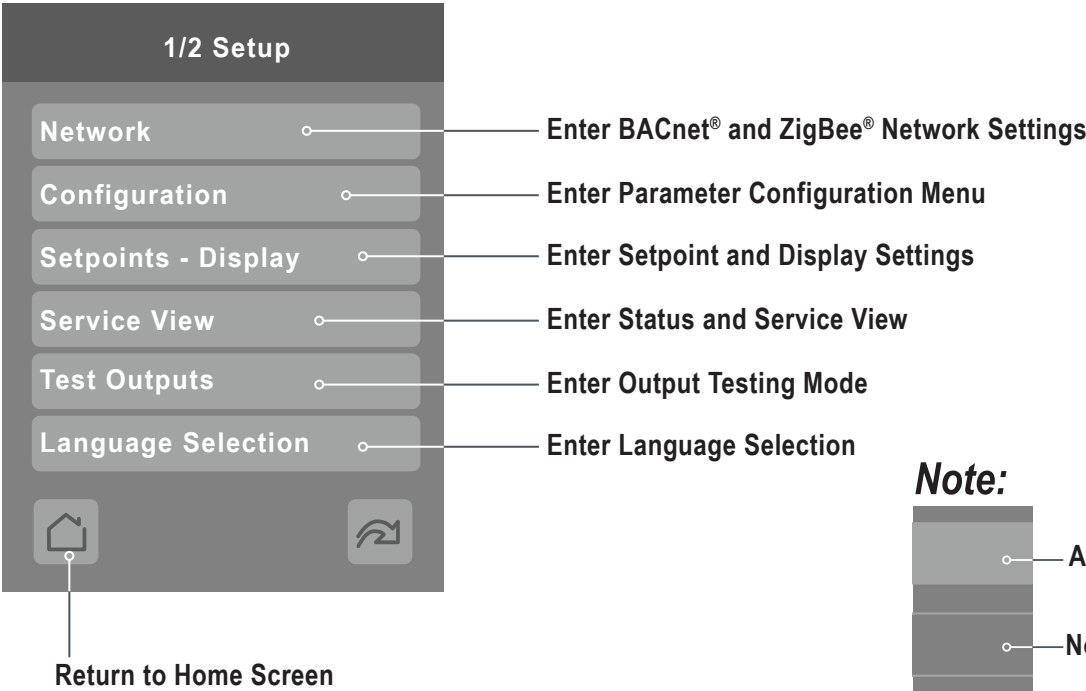 1/2 Setup
Network
Enter BACnet® and ZigBee® Network Settings
Configuration
Enter Parameter Configuration Menu
Setpoints - Display
Enter Setpoint and Display Settings
Service View
Enter Status and Service View
Test Outputs
Enter Output Testing Mode
Language Selection
Enter Language Selection
Note:
Return to Home Screen